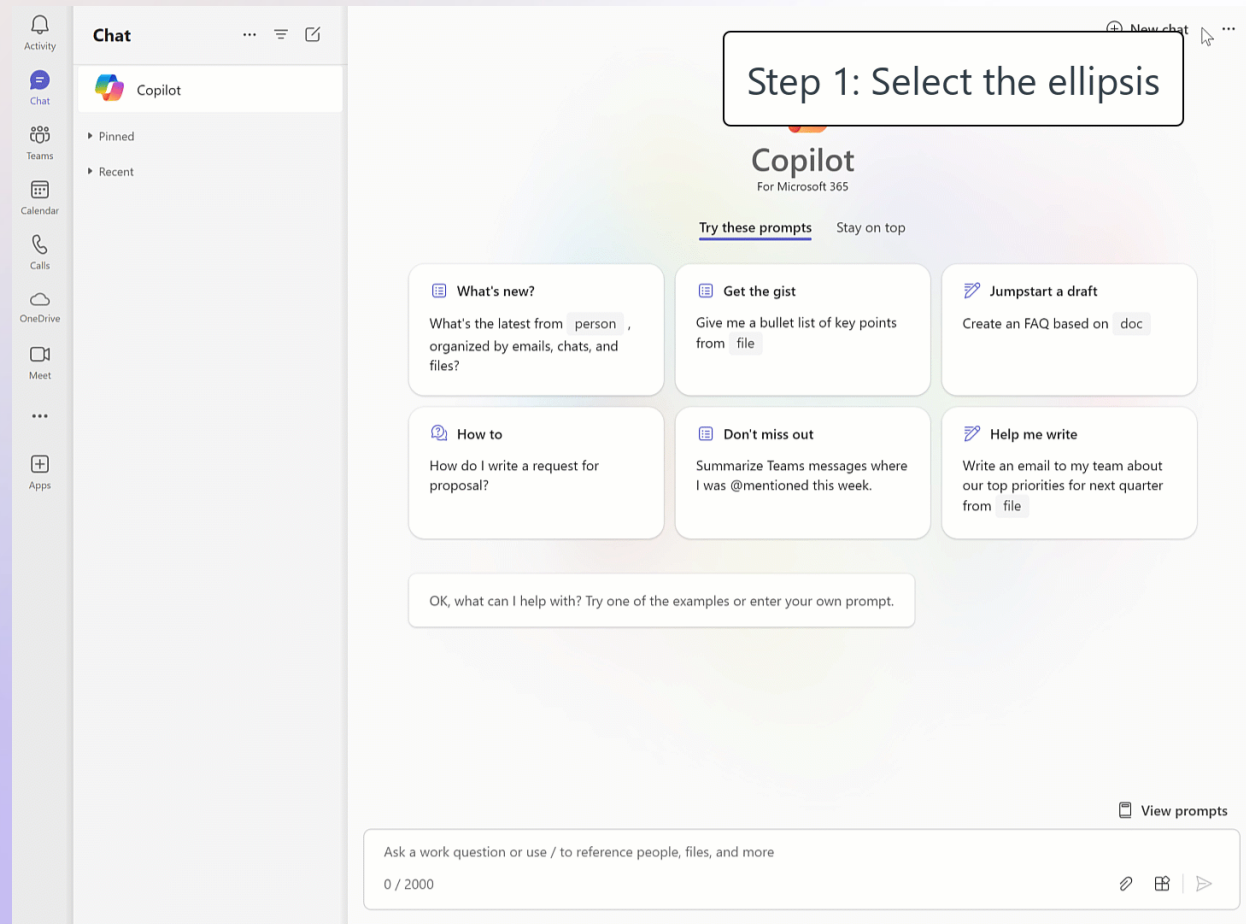 Activity
Chat
Teams
Calendar
Calls
OneDrive
Meet
Apps
Chat
Copilot
Pinned
Recent
New chat
Step 1: Select the ellipsis
Copilot
For Microsoft 365
Try these prompts
Stay on top
What's new?
What's the latest from person ,
organized by emails, chats, and
files?
Get the gist
Give me a bullet list of key points
from file
Jumpstart a draft
Create an FAQ based on doc
How to
How do I write a request for
proposal?
Don't miss out
Summarize Teams messages where
I was @mentioned this week.
Help me write
Write an email to my team about
our top priorities for next quarter
from file
OK, what can I help with? Try one of the examples or enter your own prompt.
View prompts
Ask a work question or use / to reference people, files, and more
0 / 2000